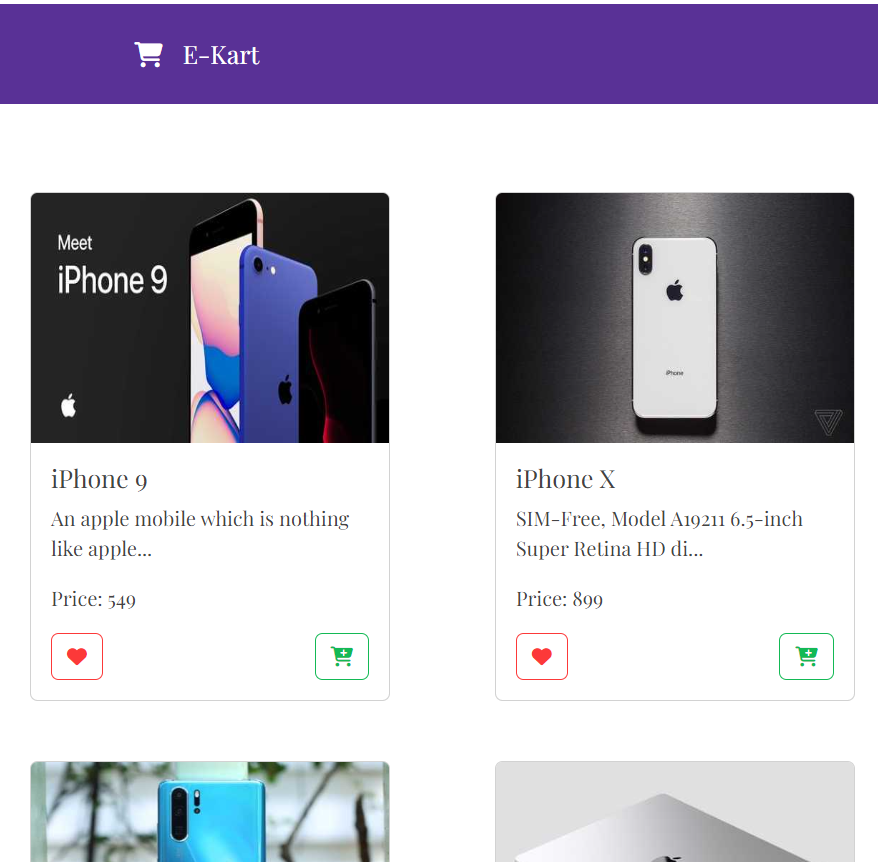 E-Kart
Meet
iPhone 9
iPhone
iPhone 9
An apple mobile which is nothing
like apple...
Price: 549
iPhone X
SIM-Free, Model A19211 6.5-inch
Super Retina HD di...
Price: 899